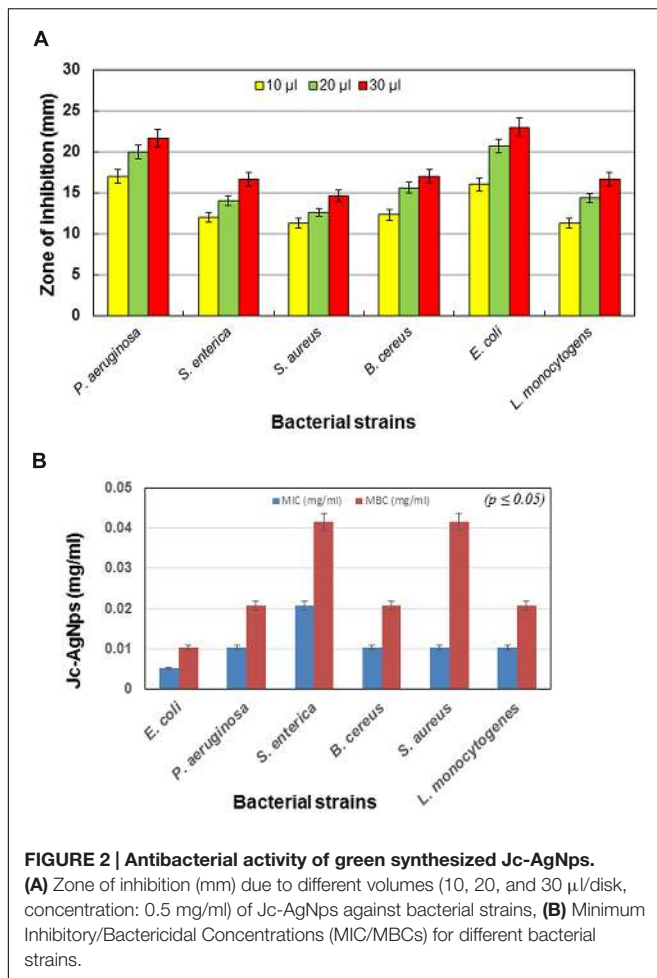 A
Zone of inhibition (mm)
30
25
20
15
10
5
0
10 µl 20 µl 30 µl
P. aeruginosa
S. enterica
S. aureus
B. cereus
E. coli
L. monocytogens
Bacterial strains
B
Jc-AgNps (mg/ml)
0.05
0.04
0.03
0.02
0.01
0
MIC (mg/ml) MBC (mg/ml)
(p ≤ 0.05)
E. coli
P. aeruginosa
S. enterica
B. cereus
S. aureus
L. monocytogenes
Bacterial strains
FIGURE 2 | Antibacterial activity of green synthesized Jc-AgNps.
(A) Zone of inhibition (mm) due to different volumes (10, 20, and 30 µl/disk,
concentration: 0.5 mg/ml) of Jc-AgNps against bacterial strains, (B) Minimum
Inhibitory/Bactericidal Concentrations (MIC/MBCs) for different bacterial
strains.